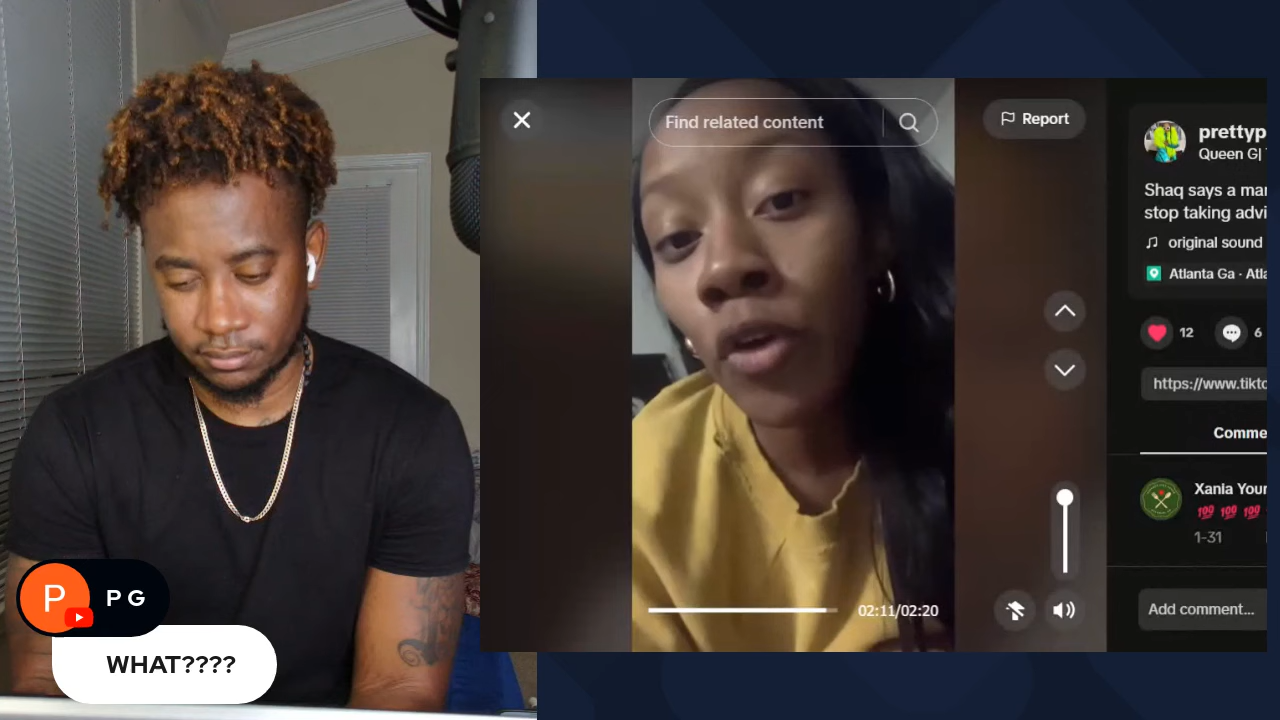 P
P G
WHAT????
Find related content
Report
02:11/02:20
prettyp
Queen G|
Shaq says a ma
stop taking advi
original sound
Atlanta Ga · Atla
12
6
https://www.tikto
Comme
Xania Your
💯 💯 💯
1-31
Add comment...